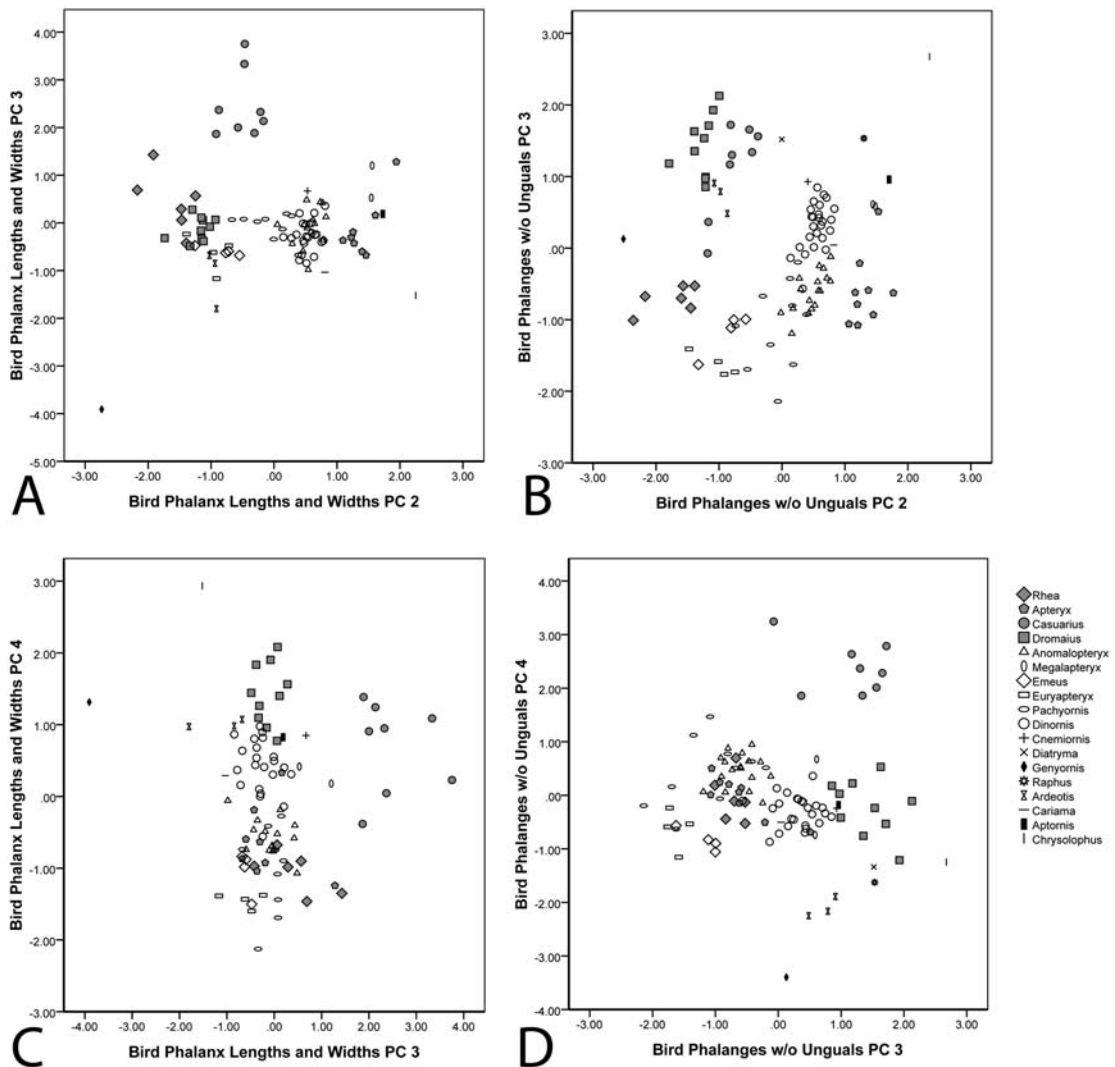 4.00
3.00
2.00
1.00
.00
-1.00
-2.00
-3.00
-4.00
-5.00
Bird Phalanx Lengths and Widths PC 3
-3.00 -2.00 -1.00 .00 1.00 2.00 3.00
Bird Phalanx Lengths and Widths PC 2
A
3.00
2.00
1.00
.00
-1.00
-2.00
-3.00
Bird Phalanges w/o Unguals PC 3
-3.00 -2.00 -1.00 .00 1.00 2.00 3.00
Bird Phalanges w/o Unguals PC 2
B
3.00
2.00
1.00
.00
-1.00
-2.00
-3.00
Bird Phalanx Lengths and Widths PC 4
-4.00 -3.00 -2.00 -1.00 .00 1.00 2.00 3.00 4.00
Bird Phalanx Lengths and Widths PC 3
C
4.00
3.00
2.00
1.00
.00
-1.00
-2.00
-3.00
-4.00
Bird Phalanges w/o Unguals PC 4
-3.00 -2.00 -1.00 .00 1.00 2.00 3.00
Bird Phalanges w/o Unguals PC 3
D
Rhea
Apteryx
Casuarius
Dromaius
Anomalopteryx
Megalapteryx
Emeus
Euryapteryx
Pachyornis
Dinornis
Cnemiornis
Diatryma
Genyornis
Raphus
Ardeotis
Cariama
Aptornis
Chrysolophus